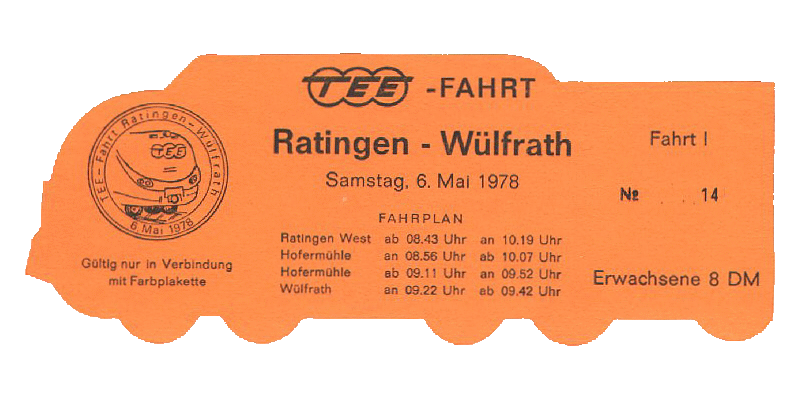 TEE -FAHRT
Ratingen - Wülfrath
Samstag, 6. Mai 1978
FAHRPLAN
Ratingen West ab 08.43 Uhr an 10.19 Uhr
Hofermühle an 08.56 Uhr ab 10.07 Uhr
Hofermühle ab 09.11 Uhr an 09.52 Uhr
Wülfrath an 09.22 Uhr ab 09.42 Uhr
TEE - Fahrt Ratingen - Wülfrath
TEE
6. Mai 1978
Gültig nur in Verbindung
mit Farbplakette
Fahrt I
№ 14
Erwachsene 8 DM